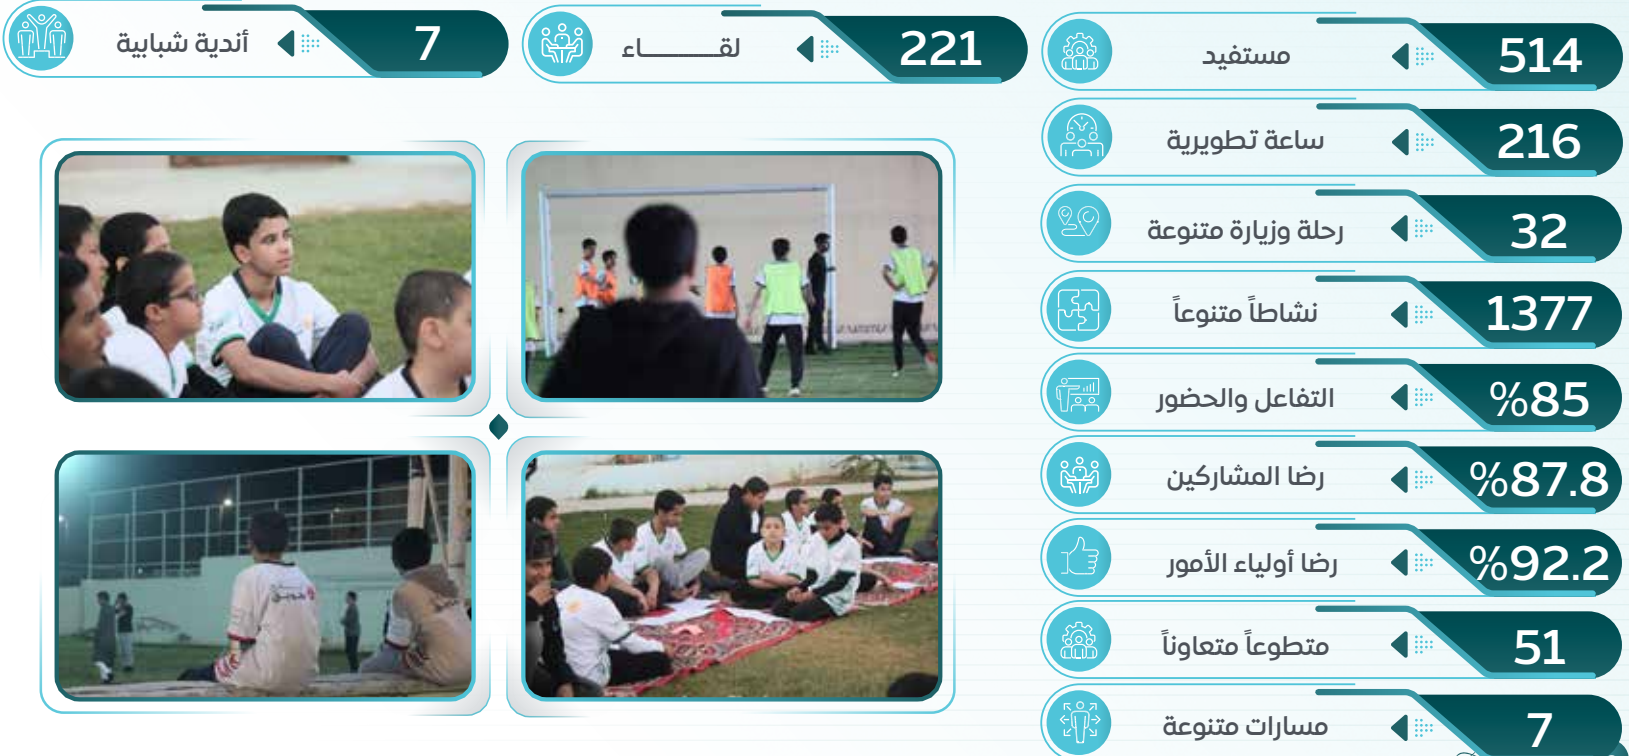 514
مستفيد
221
لقـــــــــاء
7
أندية شبابية
216
ساعة تطويرية
32
رحلة وزيارة متنوعة
1377
نشاطاً متنوعاً
%85
التفاعل والحضور
%87.8
رضا المشاركين
%92.2
رضا أولياء الأمور
51
متطوعاً متعاوناً
7
مسارات متنوعة